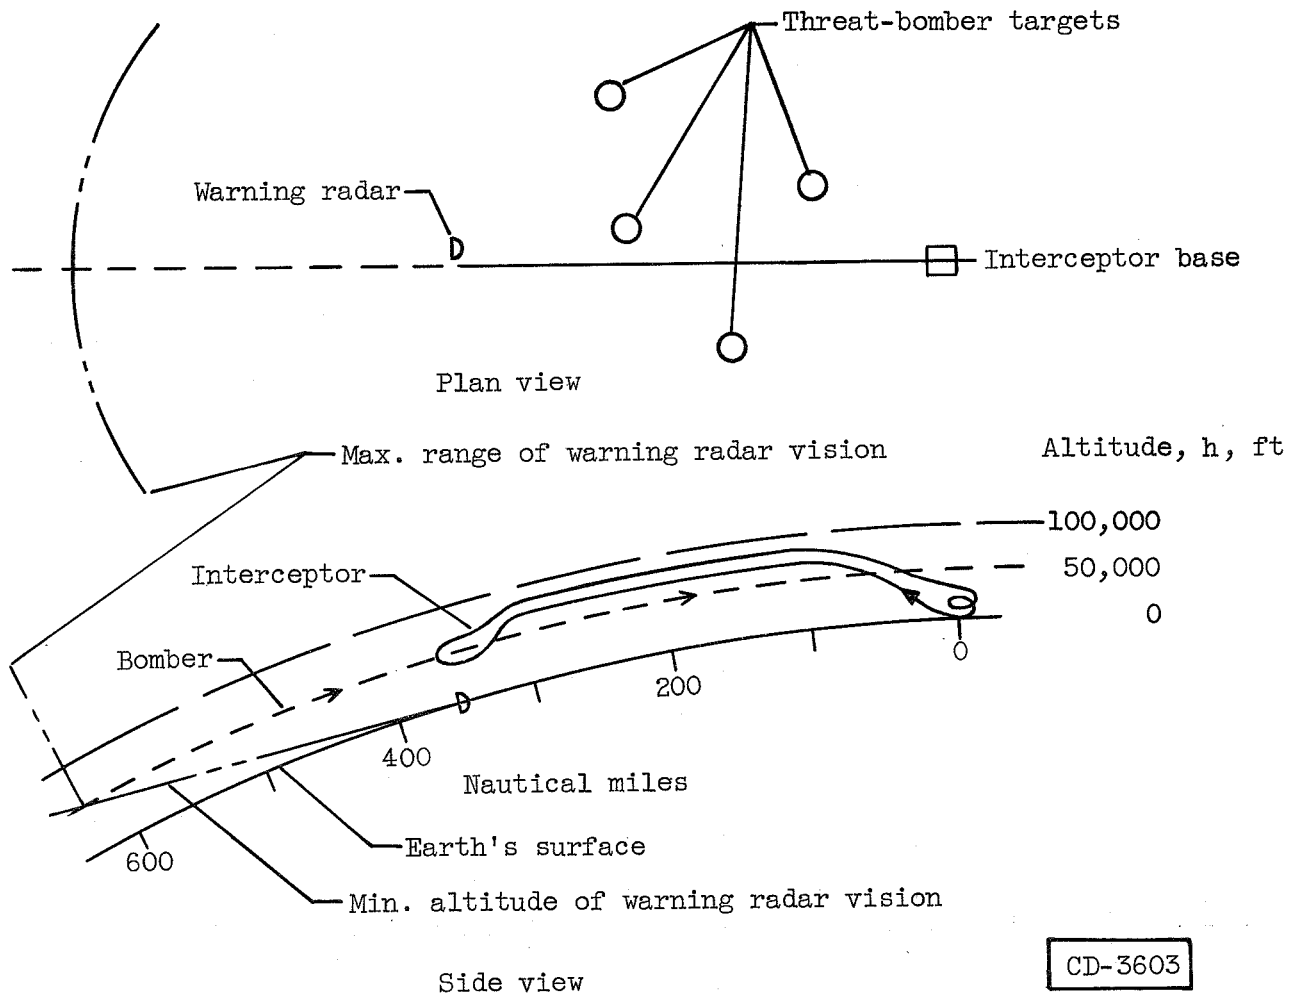 Threat-bomber targets
Warning radar
Interceptor base
Plan view
Max. range of warning radar vision
Altitude, h, ft
100,000
Interceptor
50,000
0
Bomber
0
200
400
Nautical miles
Earth's surface
600
Min. altitude of warning radar vision
CD-3603
Side view